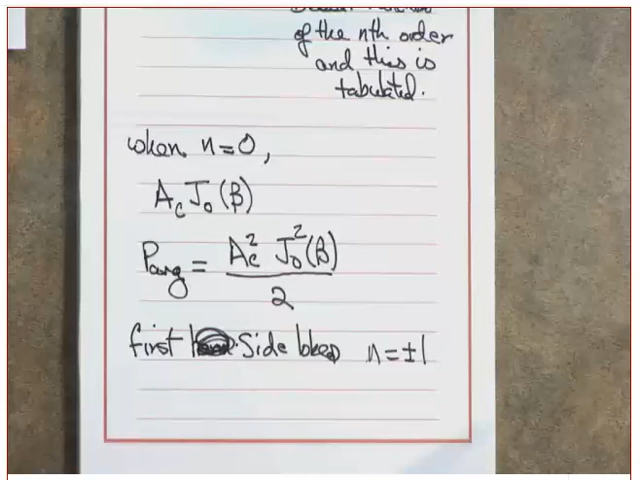 of the nth order
and this is
tabulated.
when n=0,
A_c J_0(β)
P_avg = A_c^2 J_0^2(β) / 2
first Side n=±1